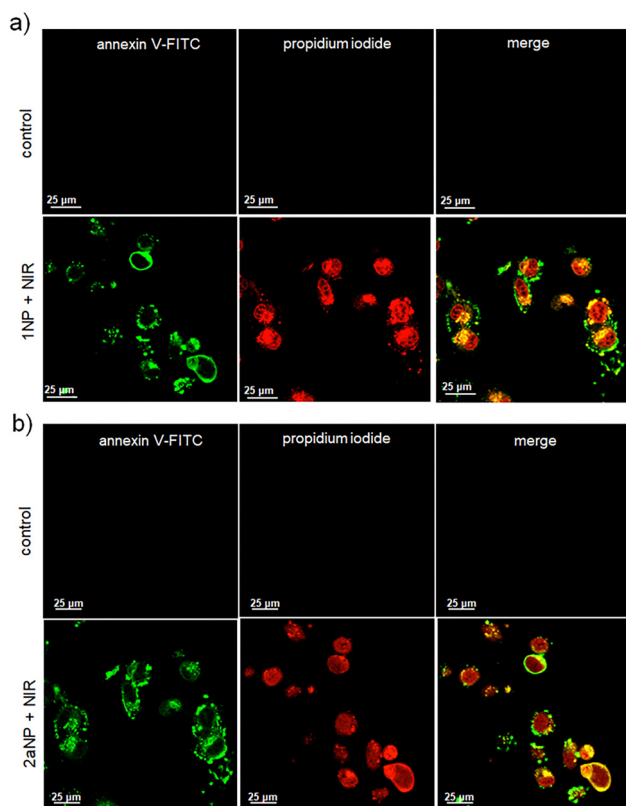 a)
annexin V-FITC propidium iodide merge
control
25 µm 25 µm 25 µm
1NP + NIR
25 µm 25 µm 25 µm
b)
annexin V-FITC propidium iodide merge
control
25 µm 25 µm 25 µm
2aNP + NIR
25 µm 25 µm 25 µm